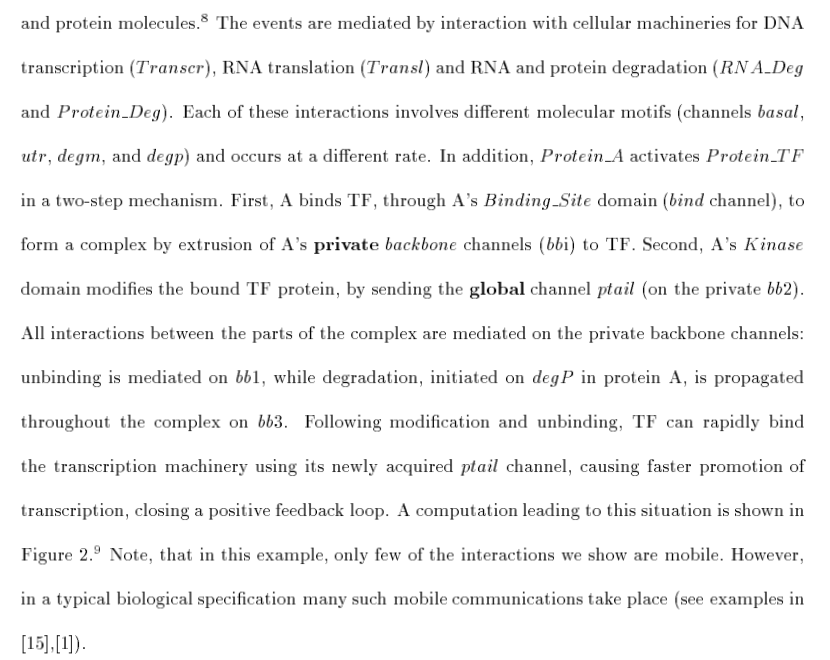 and protein molecules.⁸ The events are mediated by interaction with cellular machineries for DNA
transcription (Transcr), RNA translation (Transl) and RNA and protein degradation (RNA_Deg
and Protein_Deg). Each of these interactions involves different molecular motifs (channels basal,
utr, degm, and degp) and occurs at a different rate. In addition, Protein_A activates Protein_TF
in a two-step mechanism. First, A binds TF, through A's Binding_Site domain (bind channel), to
form a complex by extrusion of A's private backbone channels (bbi) to TF. Second, A's Kinase
domain modifies the bound TF protein, by sending the global channel ptail (on the private bb2).
All interactions between the parts of the complex are mediated on the private backbone channels:
unbinding is mediated on bb1, while degradation, initiated on degP in protein A, is propagated
throughout the complex on bb3. Following modification and unbinding, TF can rapidly bind
the transcription machinery using its newly acquired ptail channel, causing faster promotion of
transcription, closing a positive feedback loop. A computation leading to this situation is shown in
Figure 2.⁹ Note, that in this example, only few of the interactions we show are mobile. However,
in a typical biological specification many such mobile communications take place (see examples in
[15],[1]).